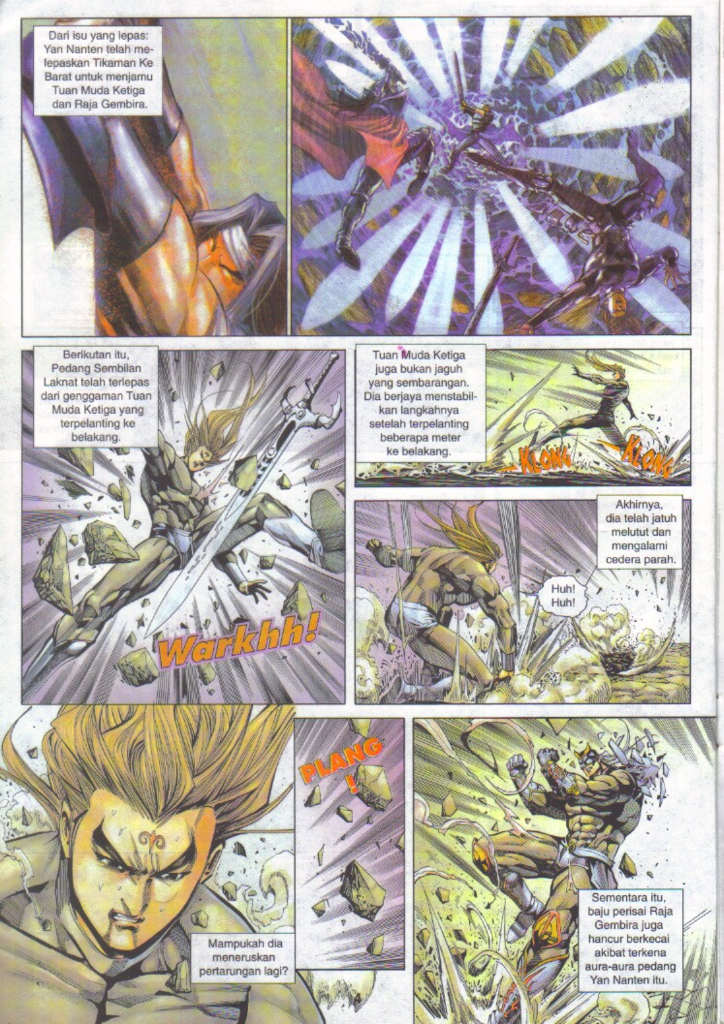 Dari isu yang lepas:
Yan Nanten telah me-
lepaskan Tikaman Ke
Barat untuk menjamu
Tuan Muda Ketiga
dan Raja Gembira.
Berikutan itu,
Pedang Sembilan
Laknat telah terlepas
dari genggaman Tuan
Muda Ketiga yang
terpelanting ke
belakang.
Warkhh!
Tuan Muda Ketiga
juga bukan jaguh
yang sembarangan.
Dia berjaya menstabil-
kan langkahnya
setelah terpelanting
beberapa meter
ke belakang.
KLONG
KLONG
Akhirnya,
dia telah jatuh
melutut dan
mengalami
cedera parah.
Huh!
Huh!
Mampukah dia
meneruskan
pertarungan lagi?
PLANG
!
Sementara itu,
baju perisai Raja
Gembira juga
hancur berkecai
akibat terkena
aura-aura pedang
Yan Nanten itu.